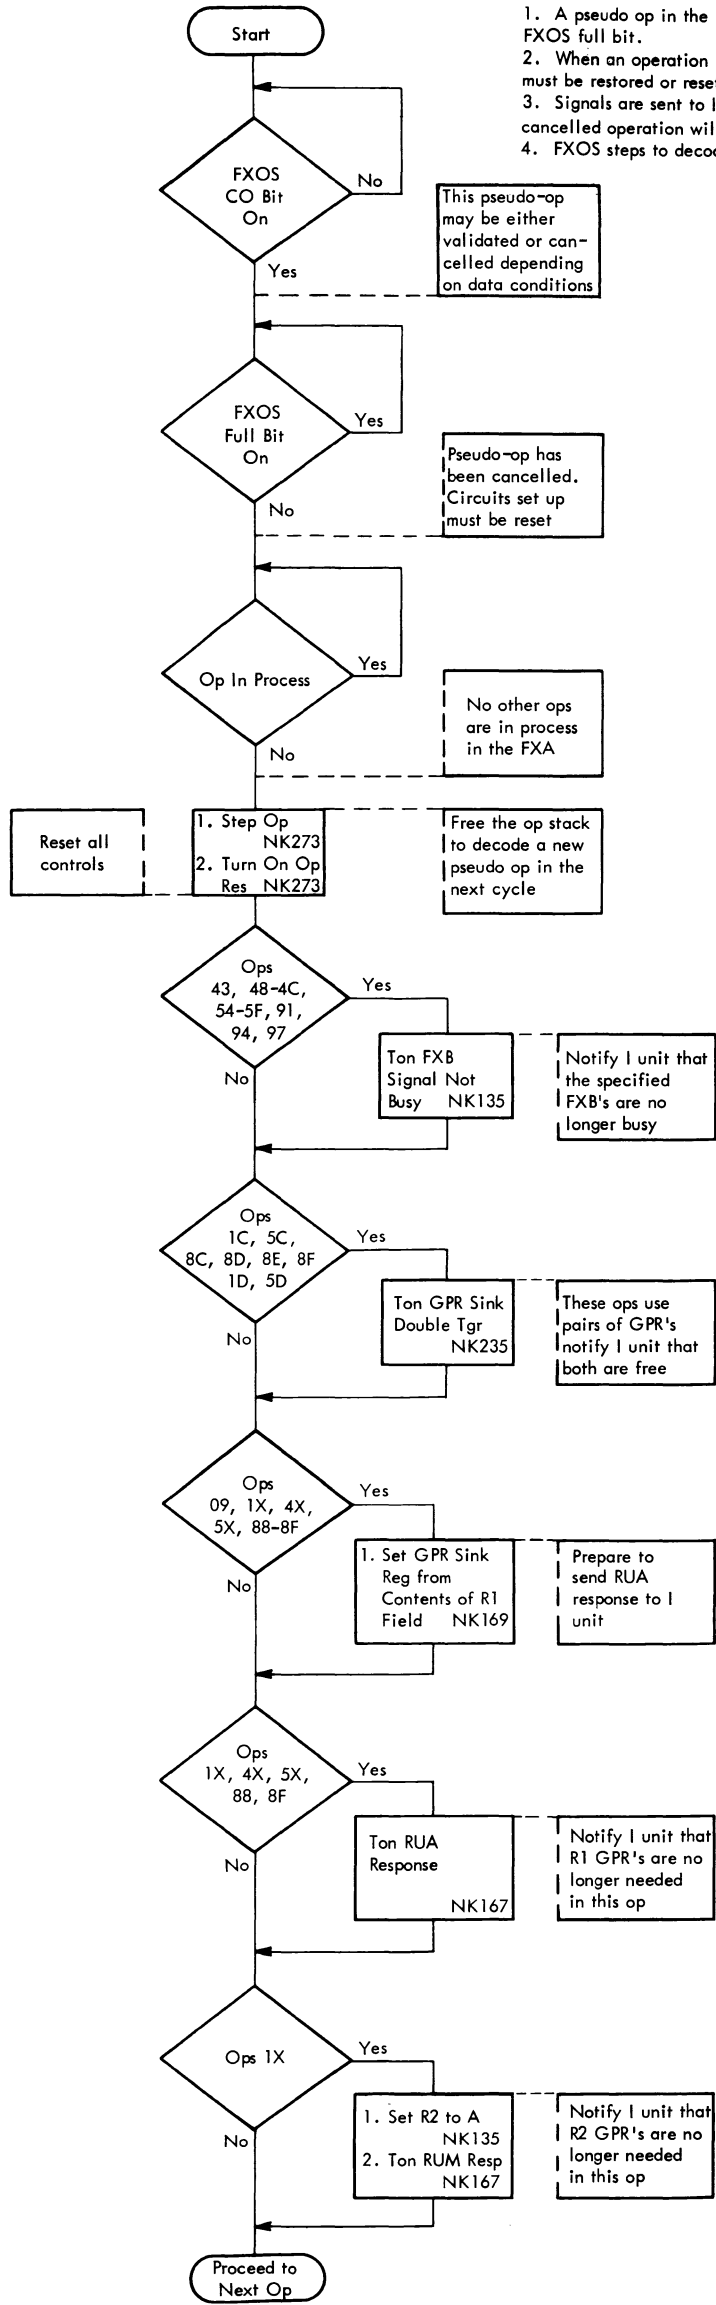 Start
1. A pseudo op in the
FXOS full bit.
2. When an operation
must be restored or reset
3. Signals are sent to
cancelled operation
4. FXOS steps to
FXOS
CO Bit
On
No
Yes
This pseudo-op
may be either
validated or can-
celled depending
on data conditions
FXOS
Full Bit
On
Yes
No
Pseudo-op has
been cancelled.
Circuits set up
must be reset
Op In Process
Yes
No
No other ops
are in process
in the FXA
Reset all
controls
1. Step Op
NK273
2. Turn On Op
Res NK273
Free the op stack
to decode a new
pseudo op in the
next cycle
Ops
43, 48-4C,
54-5F, 91,
94, 97
Yes
No
Ton FXB
Signal Not
Busy NK135
Notify I unit that
the specified
FXB's are no
longer busy
Ops
1C, 5C,
8C, 8D, 8E, 8F
1D, 5D
Yes
No
Ton GPR Sink
Double Tgr
NK235
These ops use
pairs of GPR's
notify I unit that
both are free
Ops
09, 1X, 4X,
5X, 88-8F
Yes
No
1. Set GPR Sink
Reg from
Contents of R1
Field NK169
Prepare to
send RUA
response to I
unit
Ops
1X, 4X, 5X,
88, 8F
Yes
No
Ton RUA
Response
NK167
Notify I unit that
R1 GPR's are no
longer needed
in this op
Ops 1X
Yes
No
1. Set R2 to A
NK135
2. Ton RUM Resp
NK167
Notify I unit that
R2 GPR's are no
longer needed
in this op
Proceed to
Next Op